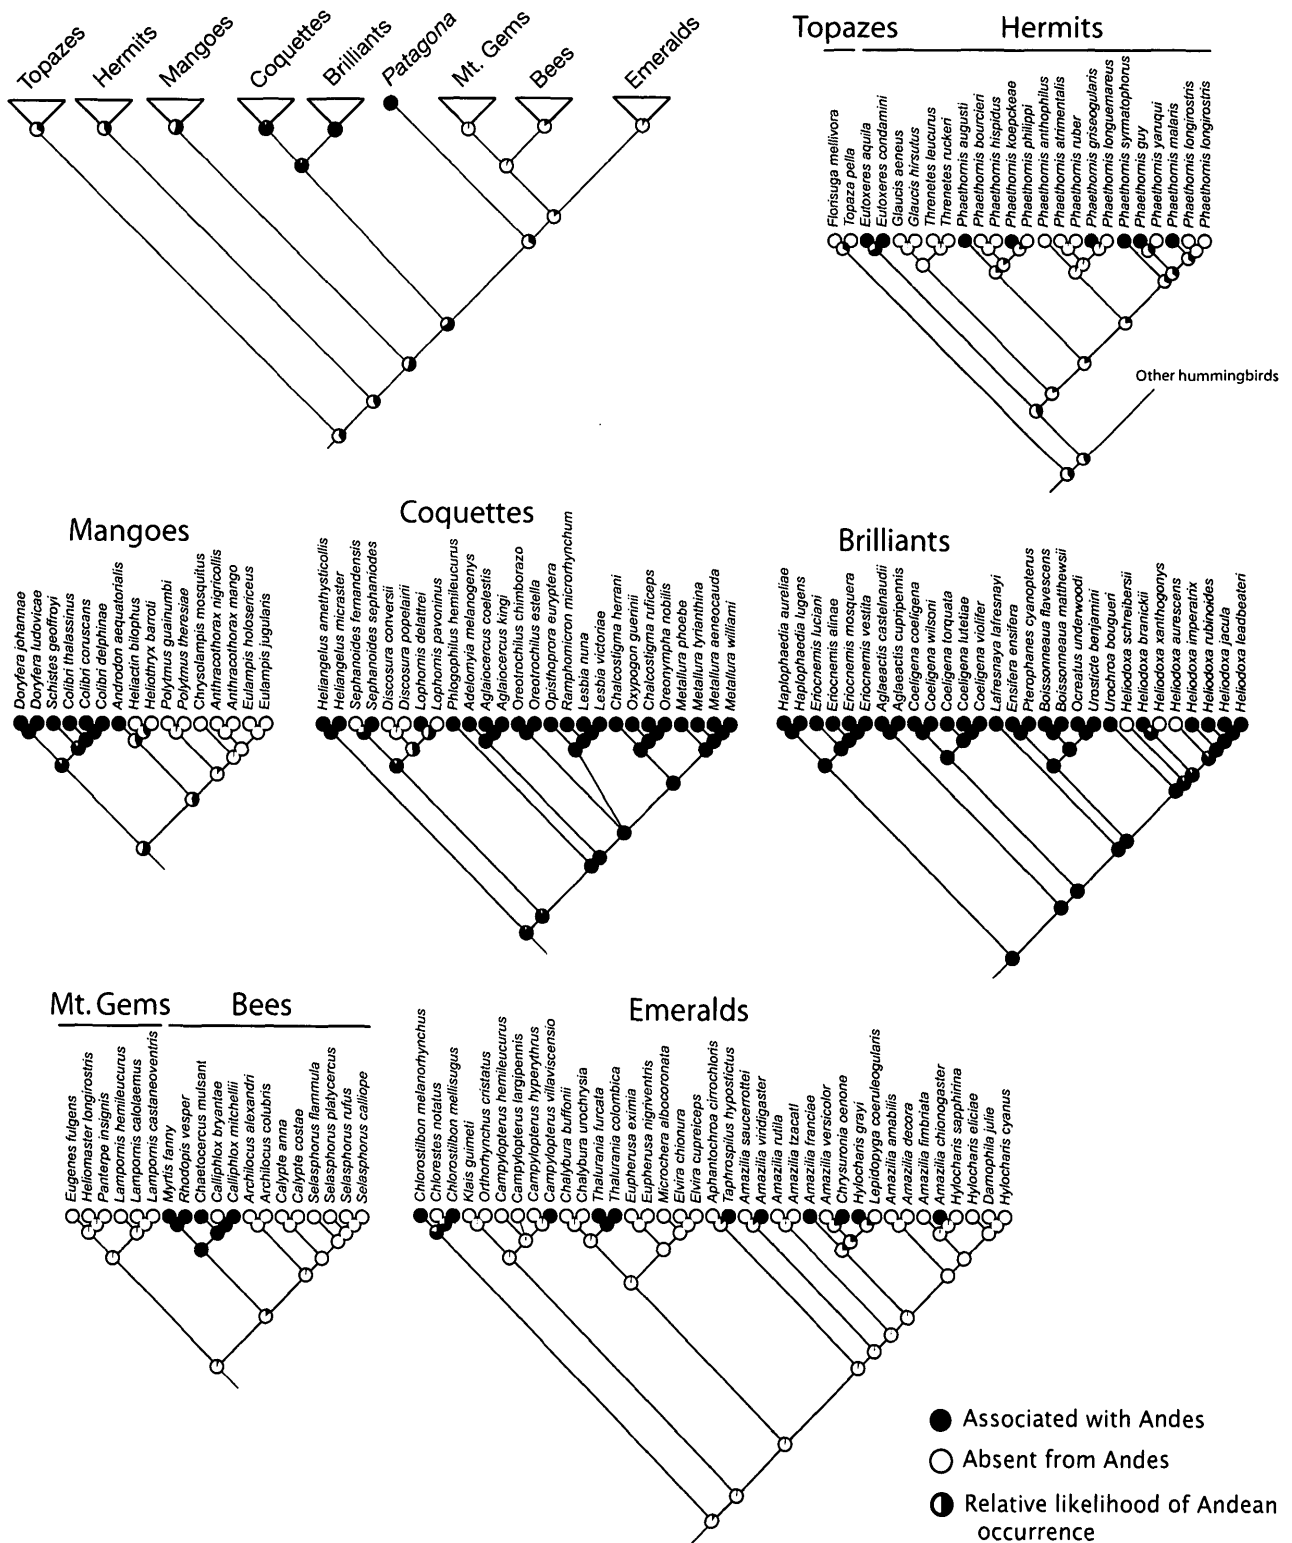 Topazes
Hermits
Mangoes
Coquettes
Brilliants
Patagona
Mt. Gems
Bees
Emeralds
Topazes
Hermits
Florisuga mellivora
Topaza pella
Eutoxeres aquila
Eutoxeres condamini
Glaucis aeneus
Glaucis hirsutus
Threnetes leucurus
Threnetes ruckeri
Phaethornis augusti
Phaethornis bourcieri
Phaethornis hispidus
Phaethornis koepckeae
Phaethornis philippi
Phaethornis anthophilus
Phaethornis atrimentalis
Phaethornis ruber
Phaethornis griseogularis
Phaethornis longuemareus
Phaethornis syrmatophorus
Phaethornis guy
Phaethornis yaruqui
Phaethornis malaris
Phaethornis longirostris
Phaethornis longirostris
Other hummingbirds
Mangoes
Doryfera johannae
Doryfera ludovicae
Schistes geoffroyi
Colibri thalassinus
Colibri coruscans
Colibri delphinae
Androdon aequatorialis
Heliactin bilophus
Heliothryx barroti
Polytmus guainumbi
Polytmus theresiae
Chrysolampis mosquitus
Anthracothorax nigricollis
Anthracothorax mango
Eulampis holosericeus
Eulampis jugularis
Coquettes
Heliangelus amethysticollis
Heliangelus micraster
Sephanoides fernandensis
Sephanoides sephaniodes
Discosura conversii
Discosura popelairii
Lophornis delattrei
Lophornis pavoninus
Phlogophilus hemileucurus
Adelomyia melanogenys
Aglaiocercus coelestis
Aglaiocercus kingi
Oreotrochilus chimborazo
Oreotrochilus estella
Opisthoprora euryptera
Ramphomicron microrhynchum
Lesbia nuna
Lesbia victoriae
Chalcostigma herrani
Oxypogon guerinii
Chalcostigma ruficeps
Oreonympha nobilis
Metallura phoebe
Metallura tyrianthina
Metallura aeneocauda
Metallura williami
Brilliants
Haplophaedia aureliae
Haplophaedia lugens
Eriocnemis luciani
Eriocnemis alinae
Eriocnemis mosquera
Eriocnemis vestita
Aglaeactis castelnaudii
Aglaeactis cupripennis
Coeligena coeligena
Coeligena wilsoni
Coeligena torquata
Coeligena lutetiae
Coeligena violifer
Lafresnaya lafresnayi
Ensifera ensifera
Pterophanes cyanopterus
Boissonneaua flavescens
Boissonneaua matthewsii
Ocreatus underwoodi
Urosticte benjamini
Urochroa bougueri
Heliodoxa schreibersii
Heliodoxa branickii
Heliodoxa xanthogonys
Heliodoxa aurescens
Heliodoxa imperatrix
Heliodoxa rubinoides
Heliodoxa jacula
Heliodoxa leadbeateri
Mt. Gems
Bees
Eugenes fulgens
Heliomaster longirostris
Panterpe insignis
Lampornis hemileucurus
Lampornis calolaemus
Lampornis castaneoventris
Myrtis fanny
Rhodopis vesper
Chaetocercus mulsant
Calliphlox bryantae
Calliphlox mitchellii
Archilocus alexandri
Archilocus colubris
Calypte anna
Calypte costae
Selasphorus flammula
Selasphorus platycercus
Selasphorus rufus
Selasphorus calliope
Emeralds
Chlorostilbon melanorhynchus
Chlorestes notatus
Chlorostilbon mellisugus
Klais guimeti
Orthorhynchus cristatus
Campylopterus hemileucurus
Campylopterus largipennis
Campylopterus hyperythrus
Campylopterus villaviscensio
Chalybura buffonii
Chalybura urochrysia
Thalurania furcata
Thalurania colombica
Eupherusa eximia
Eupherusa nigriventris
Microchera albocoronata
Elvira chionura
Elvira cupreiceps
Aphantochroa cirrochloris
Taphrospilus hypostictus
Amazilia saucerrottei
Amazilia viridigaster
Amazilia rutila
Amazilia tzacatl
Amazilia franciae
Amazilia versicolor
Chrysuronia oenone
Hylocharis grayi
Lepidopyga coeruleogularis
Amazilia amabilis
Amazilia decora
Amazilia fimbriata
Amazilia chionogaster
Hylocharis sapphirina
Hylocharis eliciae
Damophila julie
Hylocharis cyanus
Associated with Andes
Absent from Andes
Relative likelihood of Andean
occurrence